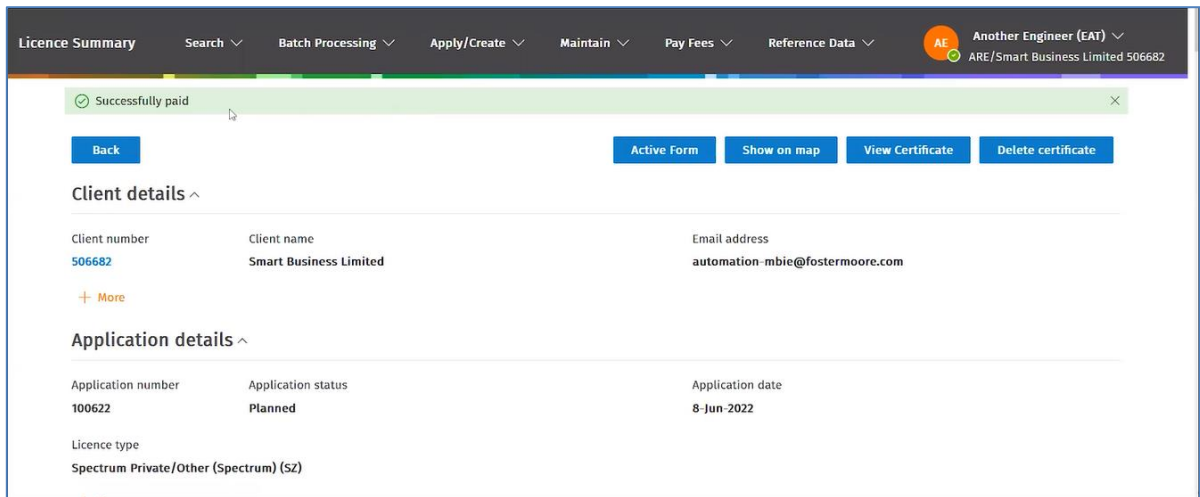 Licence Summary Search Batch Processing Apply/Create Maintain Pay Fees Reference Data AE Another Engineer (EAT)
ARE/Smart Business Limited 506682
Successfully paid
Back Active Form Show on map View Certificate Delete certificate
Client details
Client number Client name Email address
506682 Smart Business Limited automation-mbie@fostermoore.com
+ More
Application details
Application number Application status Application date
100622 Planned 8-Jun-2022
Licence type
Spectrum Private/Other (Spectrum) (SZ)